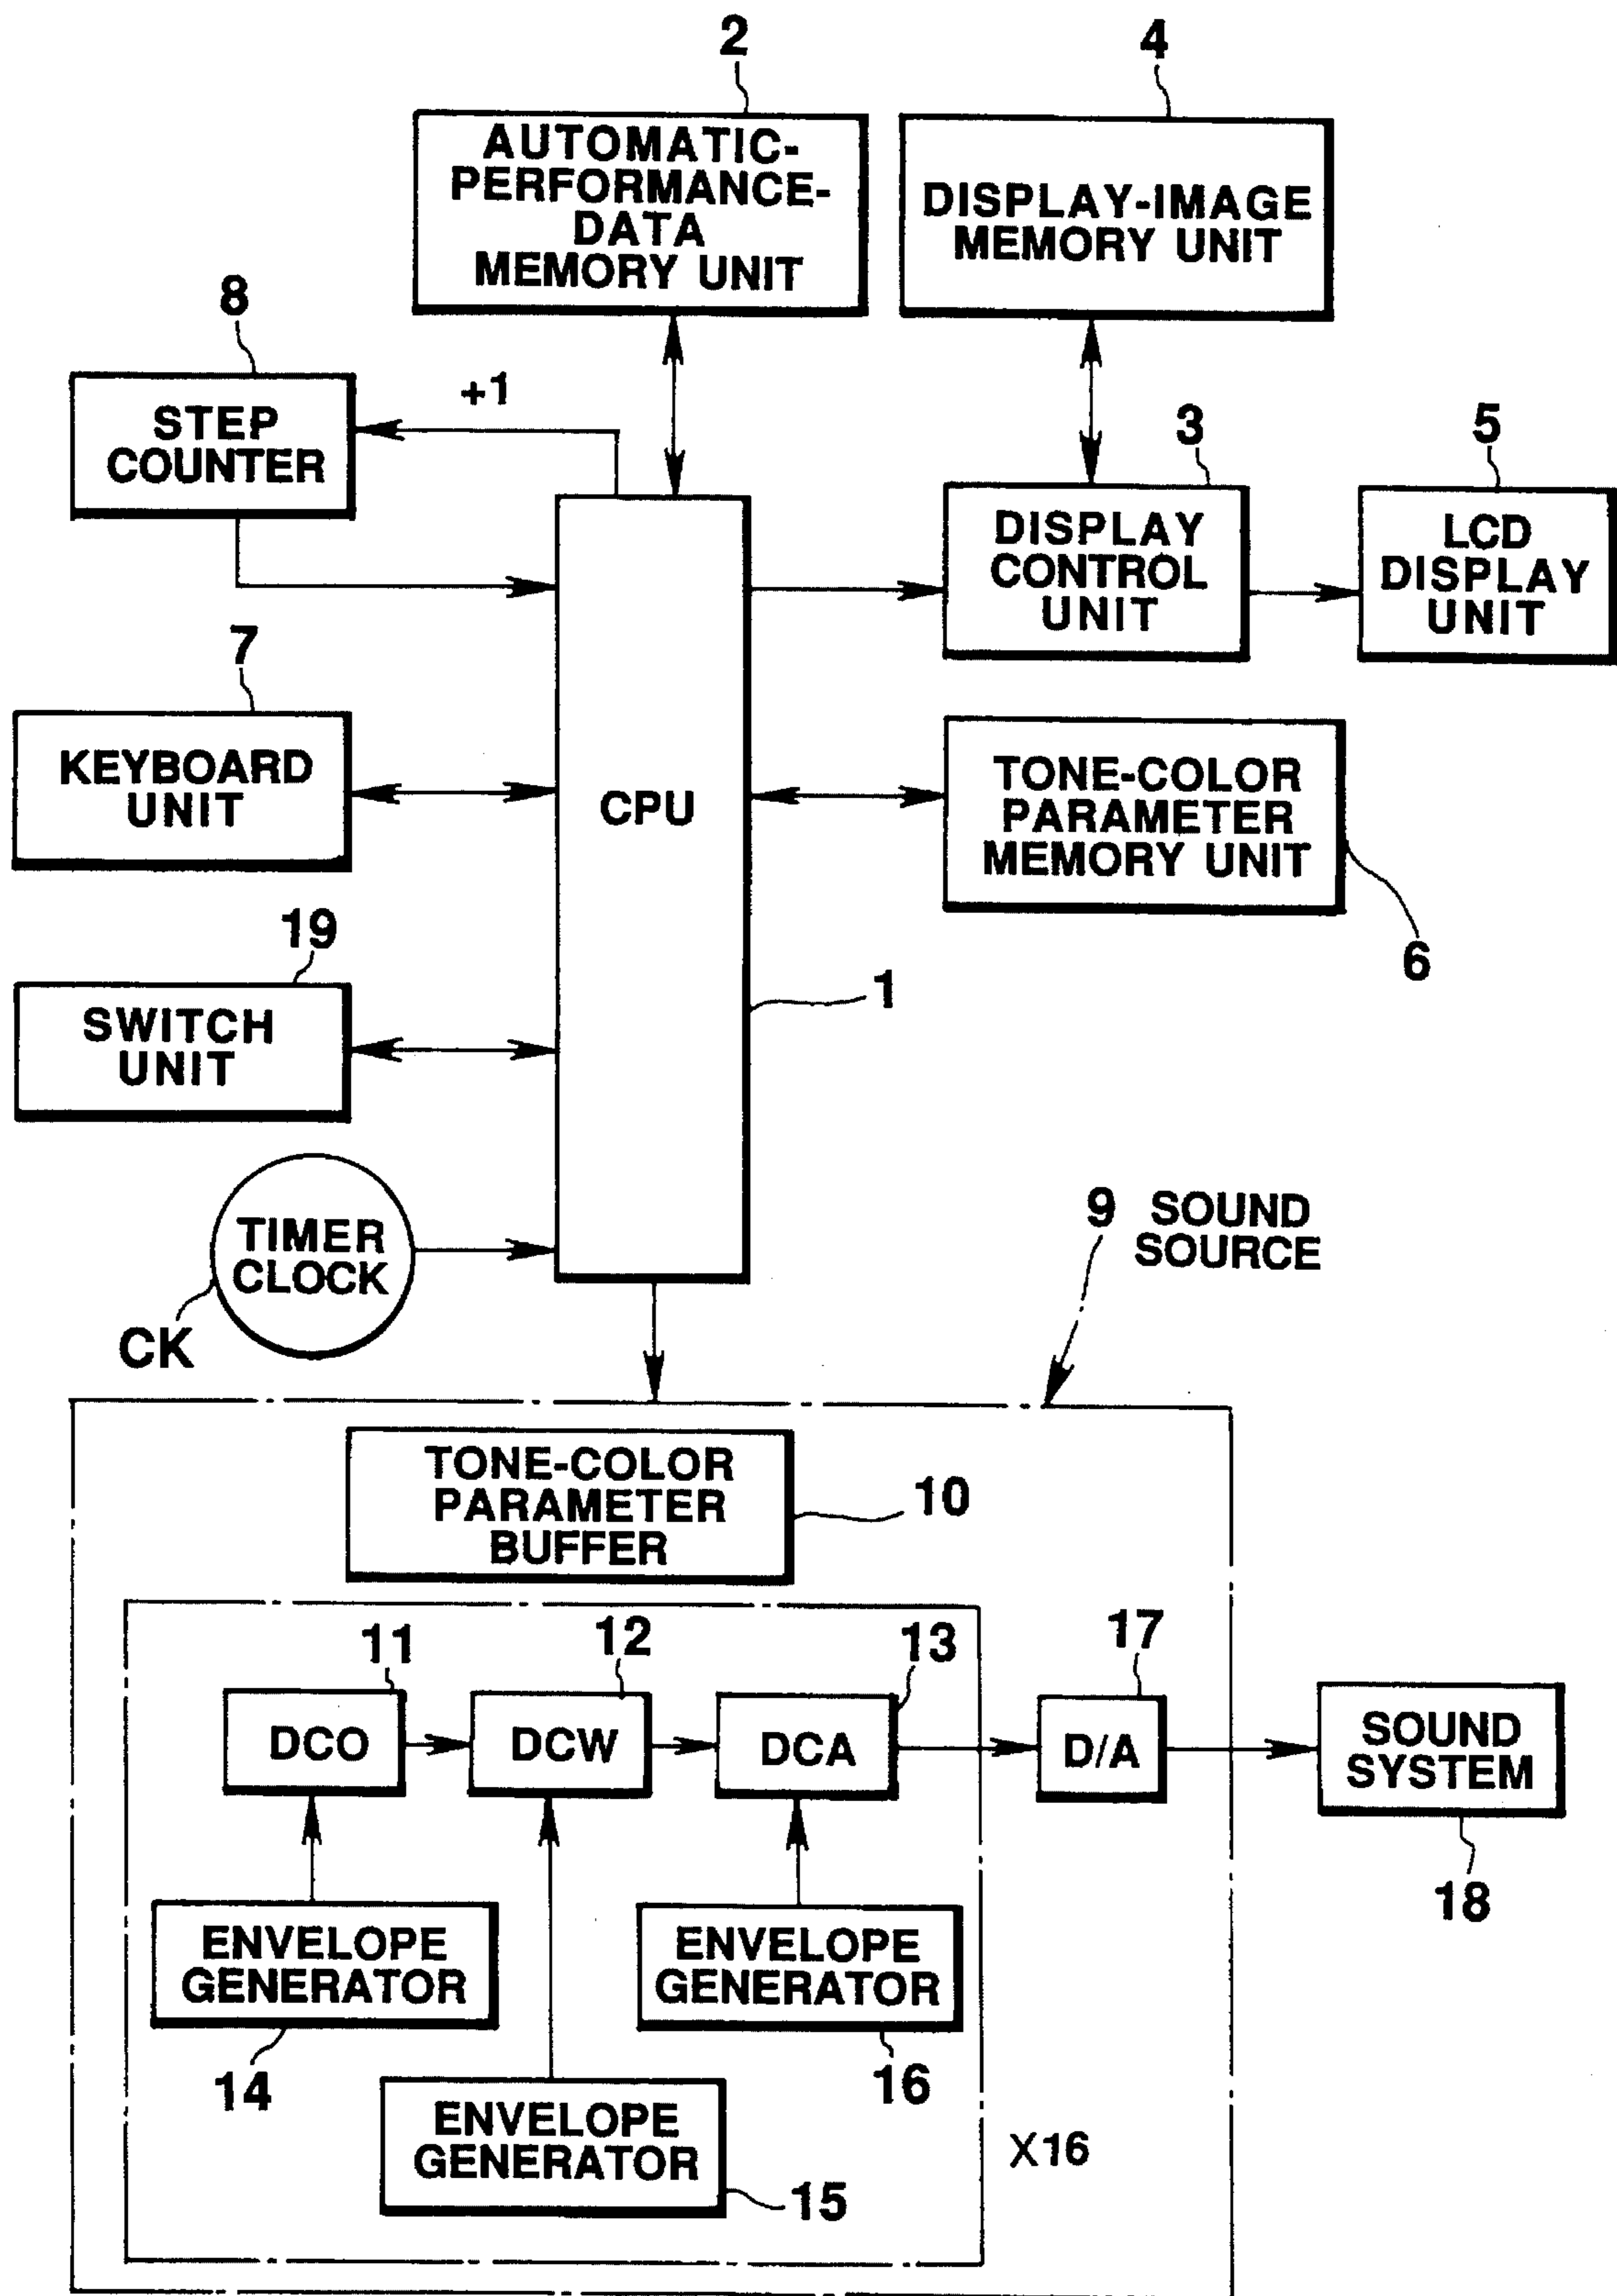 2
4
AUTOMATIC-
PERFORMANCE-
DATA
MEMORY UNIT
DISPLAY-IMAGE
MEMORY UNIT
8
+1
STEP
COUNTER
3
5
DISPLAY
CONTROL
UNIT
LCD
DISPLAY
UNIT
7
KEYBOARD
UNIT
CPU
TONE-COLOR
PARAMETER
MEMORY UNIT
6
19
1
SWITCH
UNIT
TIMER
CLOCK
CK
9 SOUND
SOURCE
TONE-COLOR
PARAMETER
BUFFER
10
11
12
13
17
DCO
DCW
DCA
D/A
SOUND
SYSTEM
18
ENVELOPE
GENERATOR
14
ENVELOPE
GENERATOR
16
ENVELOPE
GENERATOR
15
X16